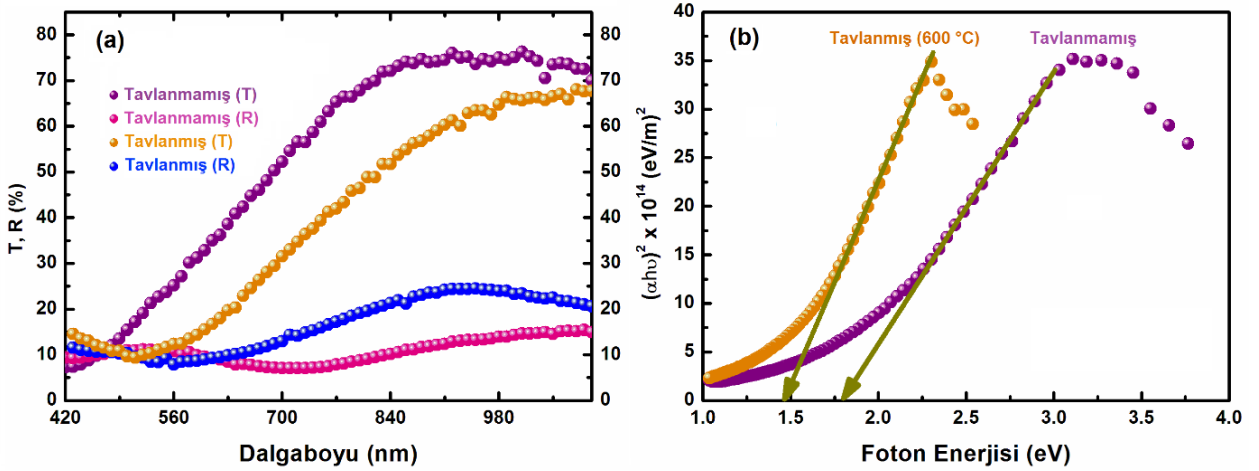 (a)
Tavlanmamış (T)
Tavlanmamış (R)
Tavlanmış (T)
Tavlanmış (R)
T, R (%)
80
70
60
50
40
30
20
10
0
80
70
60
50
40
30
20
10
0
420 560 700 840 980
Dalgaboyu (nm)
(b)
Tavlanmış (600 °C) Tavlanmamış
(αhυ)² x 10¹⁴ (eV/m)²
40
35
30
25
20
15
10
5
0
1.0 1.5 2.0 2.5 3.0 3.5 4.0
Foton Enerjisi (eV)